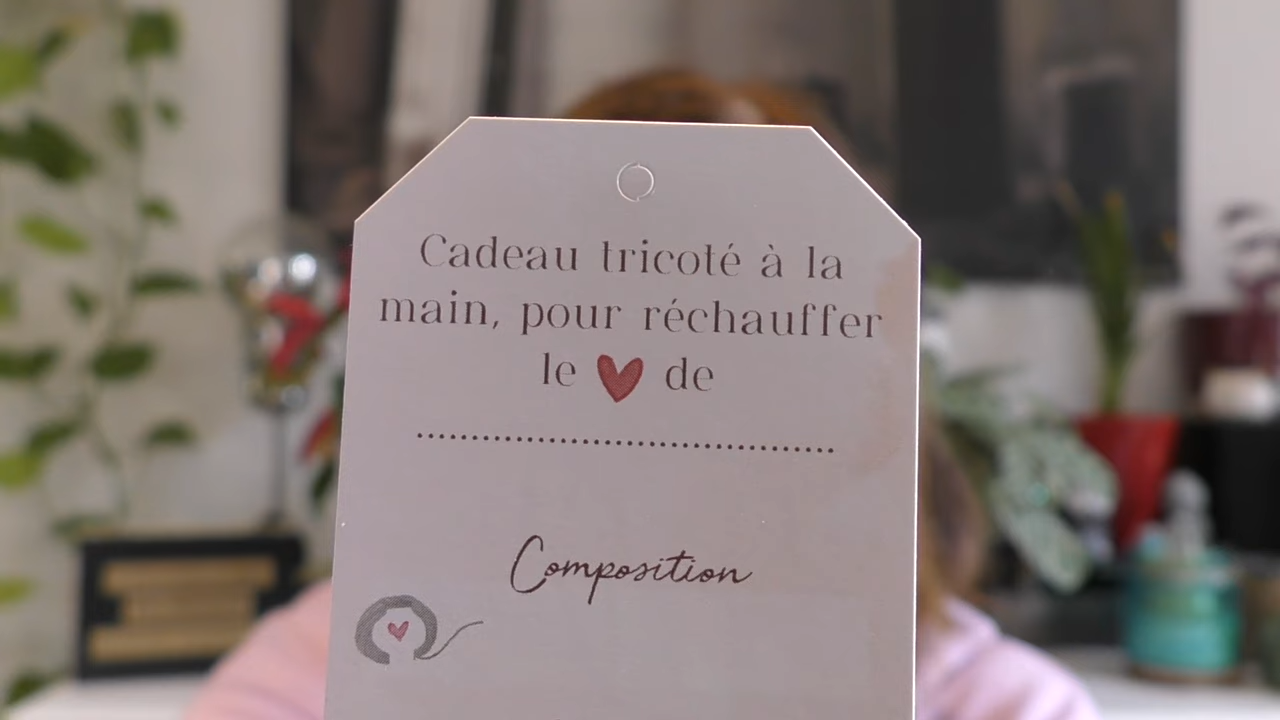 Cadeau tricoté à la
main, pour réchauffer
le ❤ de
......................................
Composition